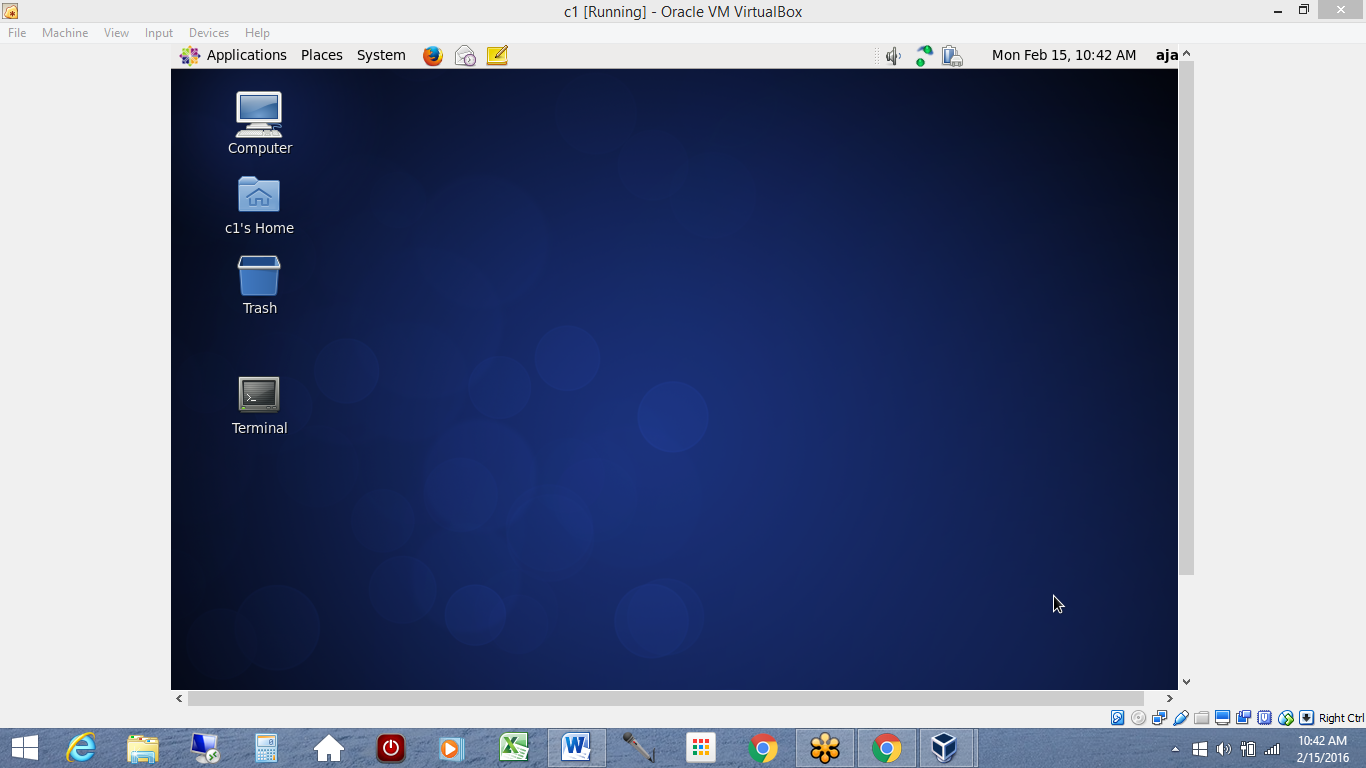 c1 [Running] - Oracle VM VirtualBox
File Machine View Input Devices Help
Applications Places System Mon Feb 15, 10:42 AM aja
Computer
c1's Home
Trash
Terminal
Right Ctrl
10:42 AM
2/15/2016